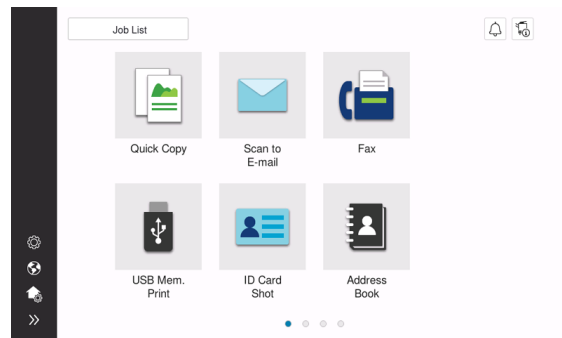 Job List
Quick Copy
Scan to
E-mail
Fax
USB Mem.
Print
ID Card
Shot
Address
Book